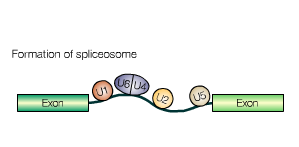 Formation of spliceosome
U1 U6 U4 U2 U5
Exon Exon